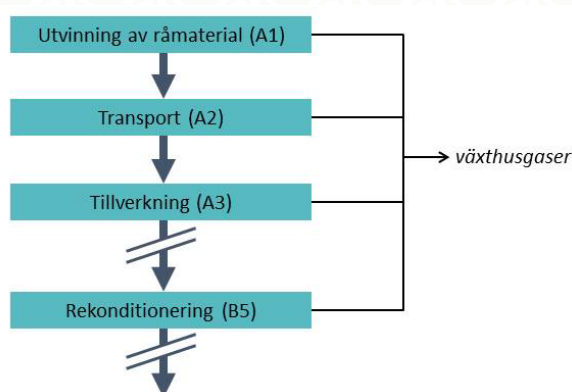 Utvinning av råmaterial (A1)
Transport (A2)
växthusgaser
Tillverkning (A3)
Rekonditionering (B5)